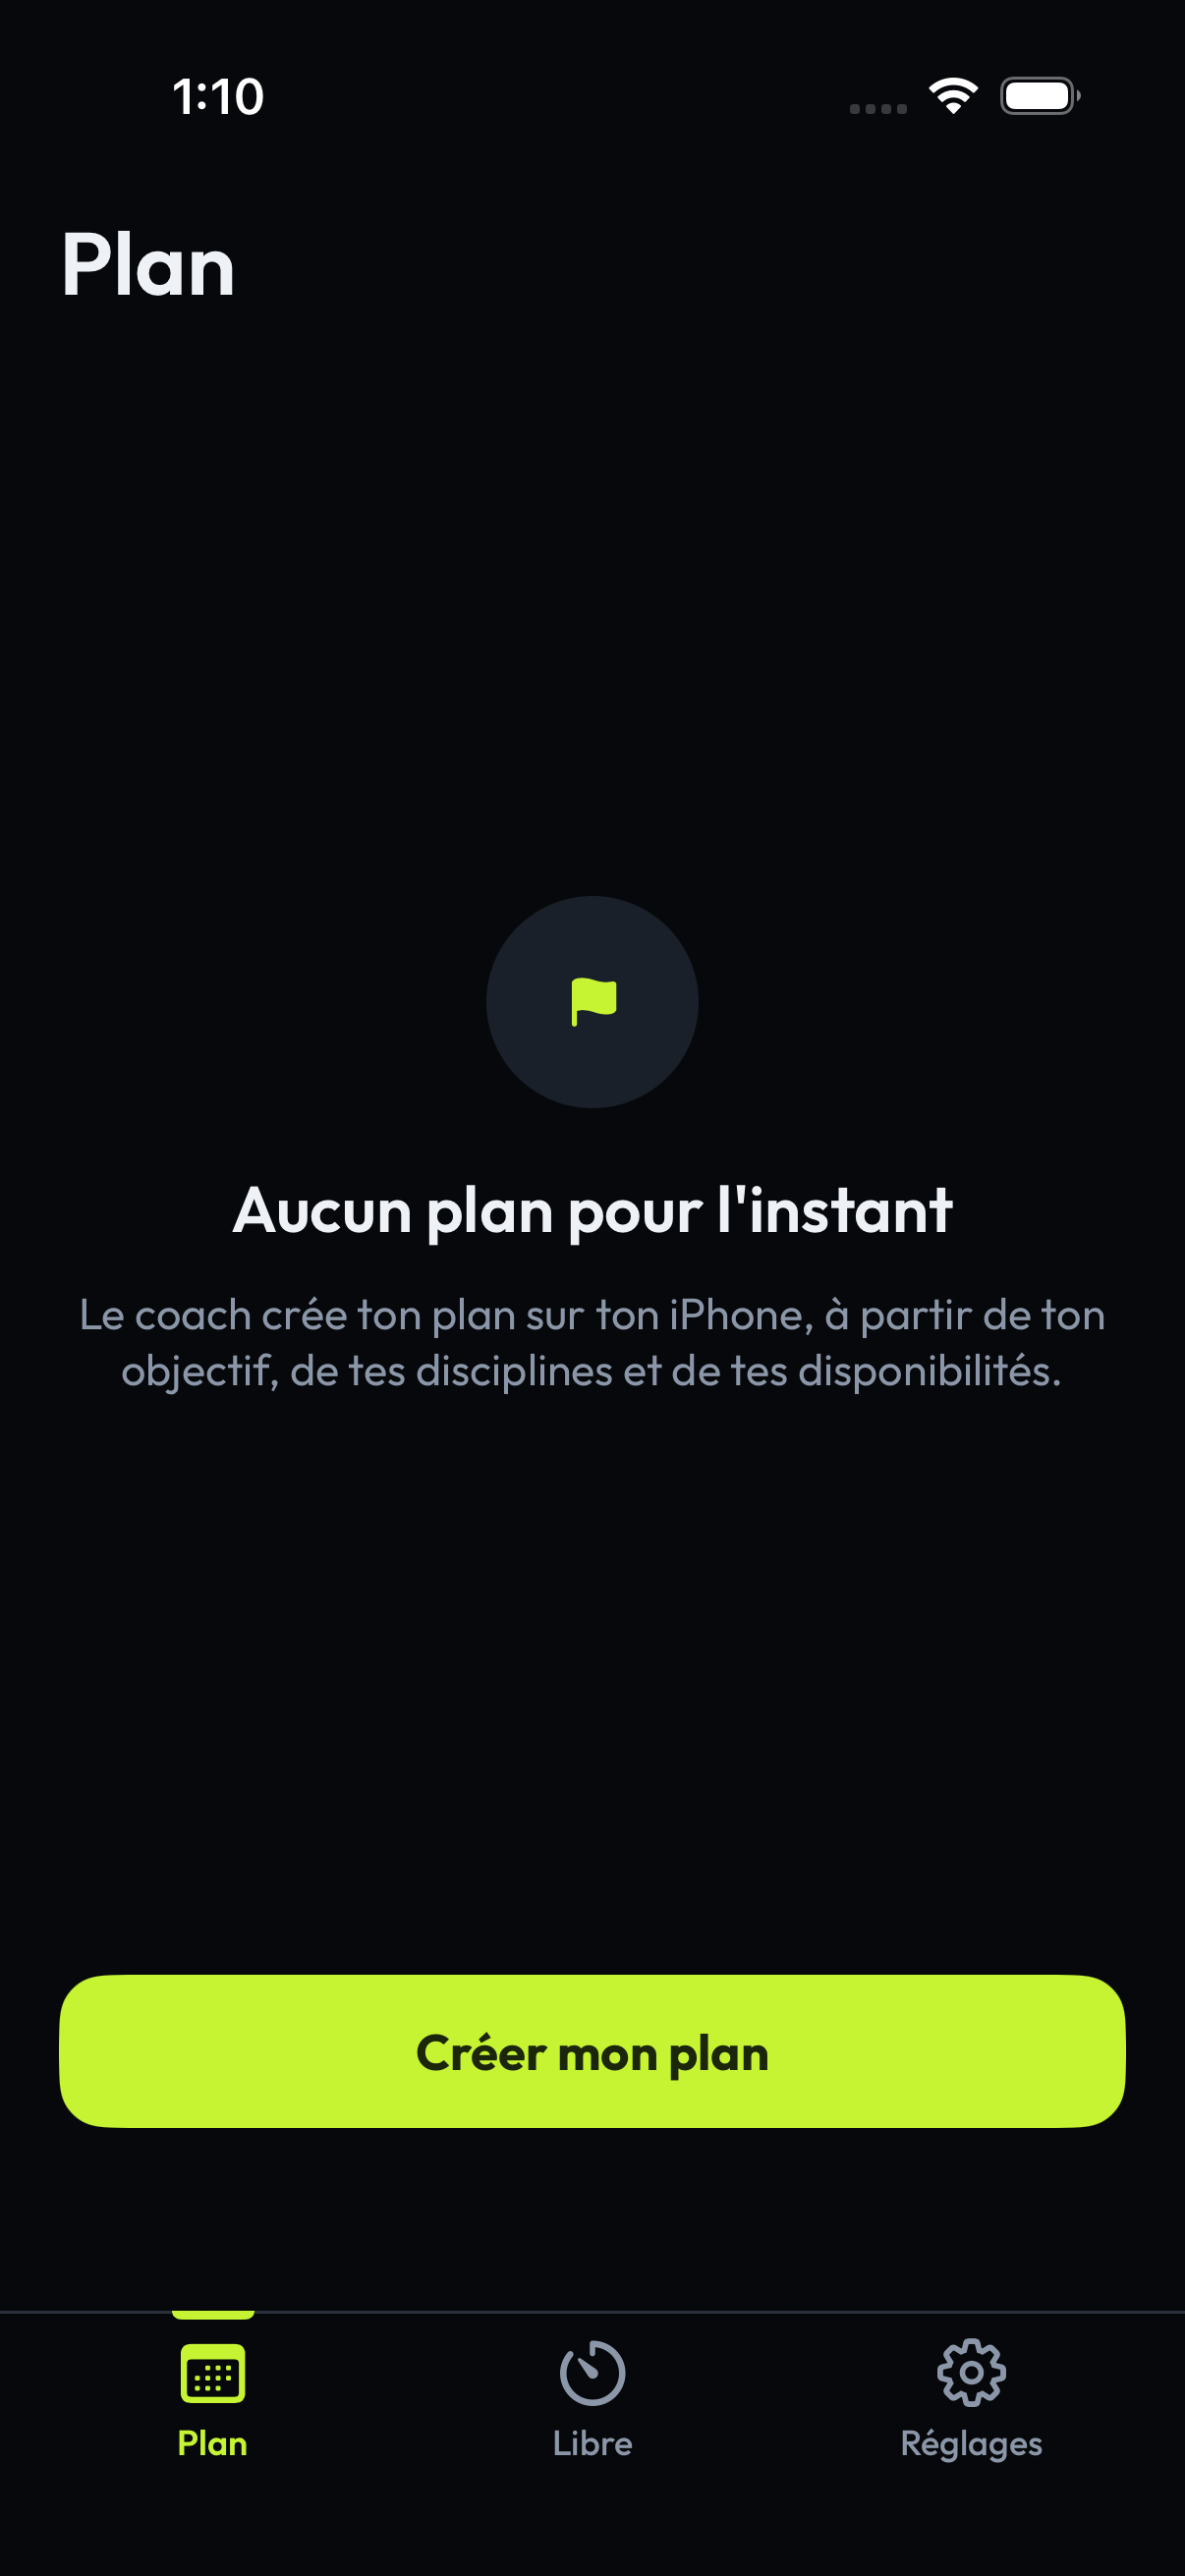 1:10
Plan
Aucun plan pour l'instant
Le coach crée ton plan sur ton iPhone, à partir de ton
objectif, de tes disciplines et de tes disponibilités.
Créer mon plan
Plan
Libre
Réglages